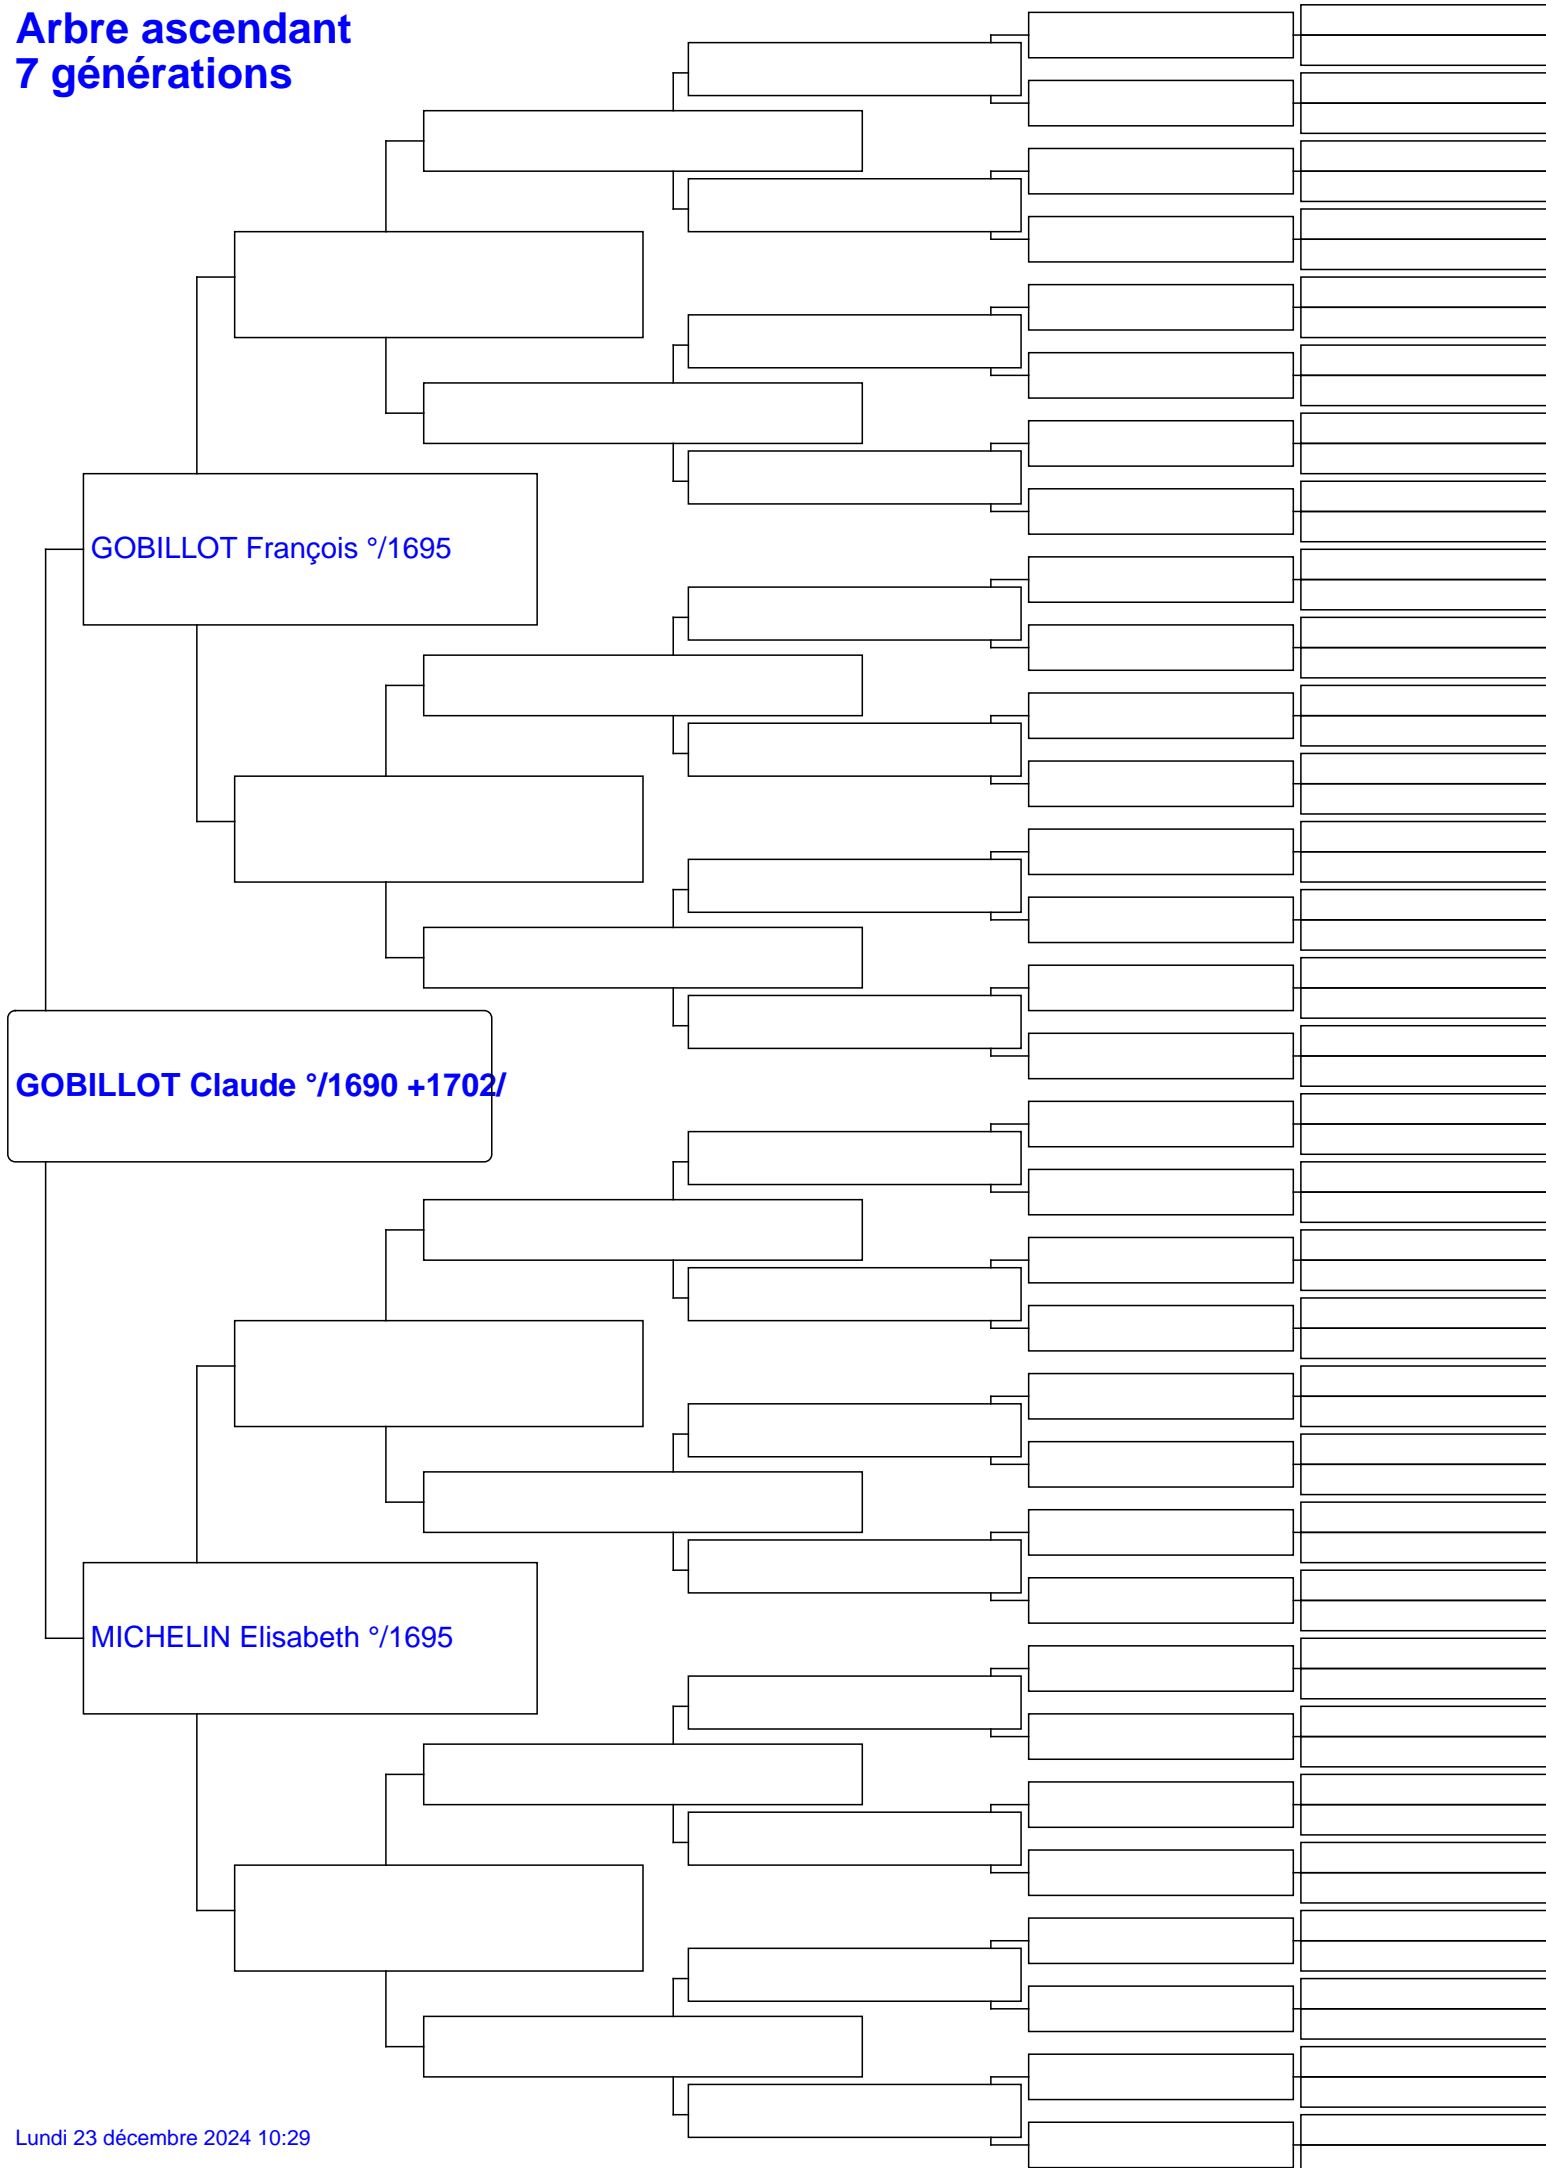 Arbre ascendant
7 générations
GOBILLOT François °/1695
GOBILLOT Claude °/1690 +1702/
MICHELIN Elisabeth °/1695
Lundi 23 décembre 2024 10:29